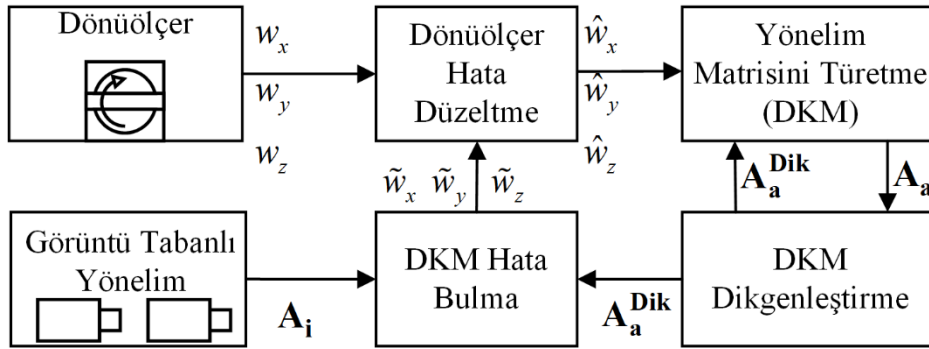 Dönüölçer
w_x
w_y
w_z
Dönüölçer
Hata
Düzeltme
ŵ_x
ŵ_y
ŵ_z
Yönelim
Matrisini Türetme
(DKM)
w̃_x w̃_y w̃_z
A_a^Dik
A_a
Görüntü Tabanlı
Yönelim
A_i
DKM Hata
Bulma
A_a^Dik
DKM
Dikgenleştirme